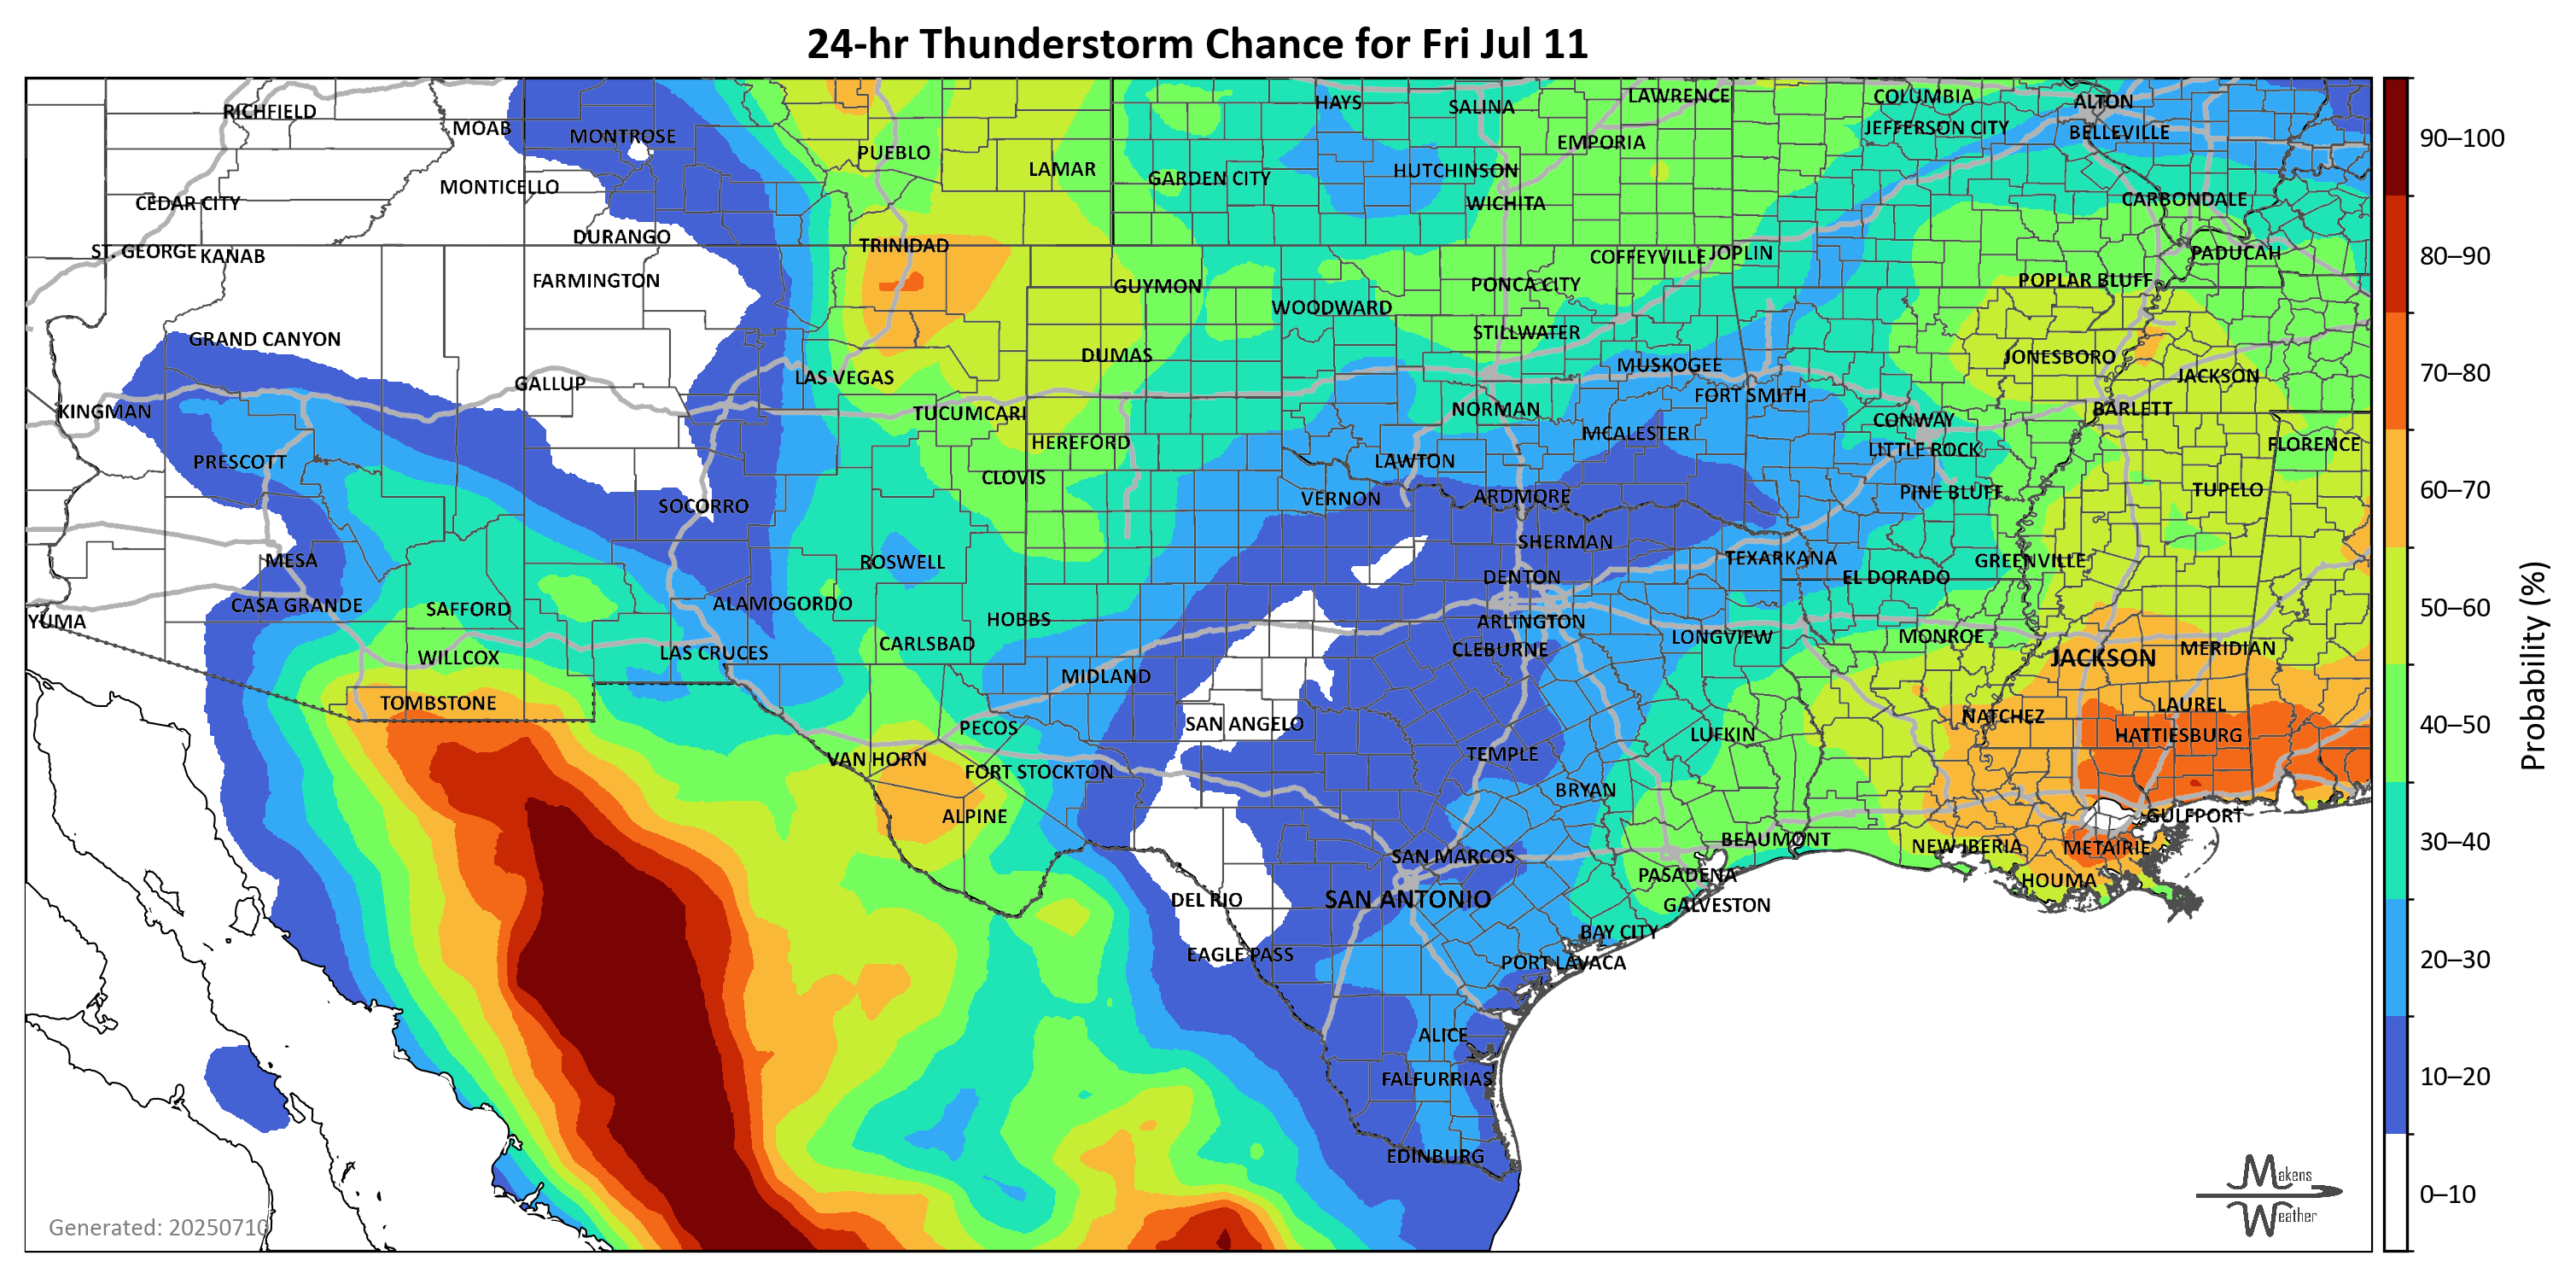 24-hr Thunderstorm Chance for Fri Jul 11
RICHFIELD
MOAB
MONTROSE
PUEBLO
LAMAR
HAYS
SALINA
LAWRENCE
COLUMBIA
ALTON
EMPORIA
JEFFERSON CITY
BELLEVILLE
MONTICELLO
GARDEN CITY
HUTCHINSON
CEDAR CITY
WICHITA
CARBONDALE
ST. GEORGE
KANAB
DURANGO
TRINIDAD
COFFEYVILLE
JOPLIN
PADUCAH
FARMINGTON
GUYMON
WOODWARD
PONCA CITY
POPLAR BLUFF
GRAND CANYON
DUMAS
STILLWATER
JONESBORO
GALLUP
LAS VEGAS
MUSKOGEE
JACKSON
KINGMAN
TUCUMCARI
NORMAN
FORT SMITH
CONWAY
BARLETT
HEREFORD
MCALESTER
LITTLE ROCK
FLORENCE
PRESCOTT
CLOVIS
LAWTON
SOCORRO
VERNON
ARDMORE
PINE BLUFF
TUPELO
MESA
ROSWELL
SHERMAN
TEXARKANA
GREENVILLE
CASA GRANDE
SAFFORD
ALAMOGORDO
DENTON
EL DORADO
YUMA
HOBBS
ARLINGTON
LONGVIEW
MONROE
WILLCOX
LAS CRUCES
CARLSBAD
CLEBURNE
JACKSON
MERIDIAN
TOMBSTONE
MIDLAND
PECOS
SAN ANGELO
NATCHEZ
LAUREL
VAN HORN
FORT STOCKTON
TEMPLE
LUFKIN
HATTIESBURG
ALPINE
BRYAN
GULFPORT
SAN MARCOS
BEAUMONT
NEW IBERIA
METAIRIE
DEL RIO
SAN ANTONIO
PASADENA
HOUMA
GALVESTON
EAGLE PASS
BAY CITY
PORT LAVACA
ALICE
FALFURRIAS
EDINBURG
Generated: 20250710
Makens
Weather
90–100
80–90
70–80
60–70
50–60
40–50
30–40
20–30
10–20
0–10
Probability (%)